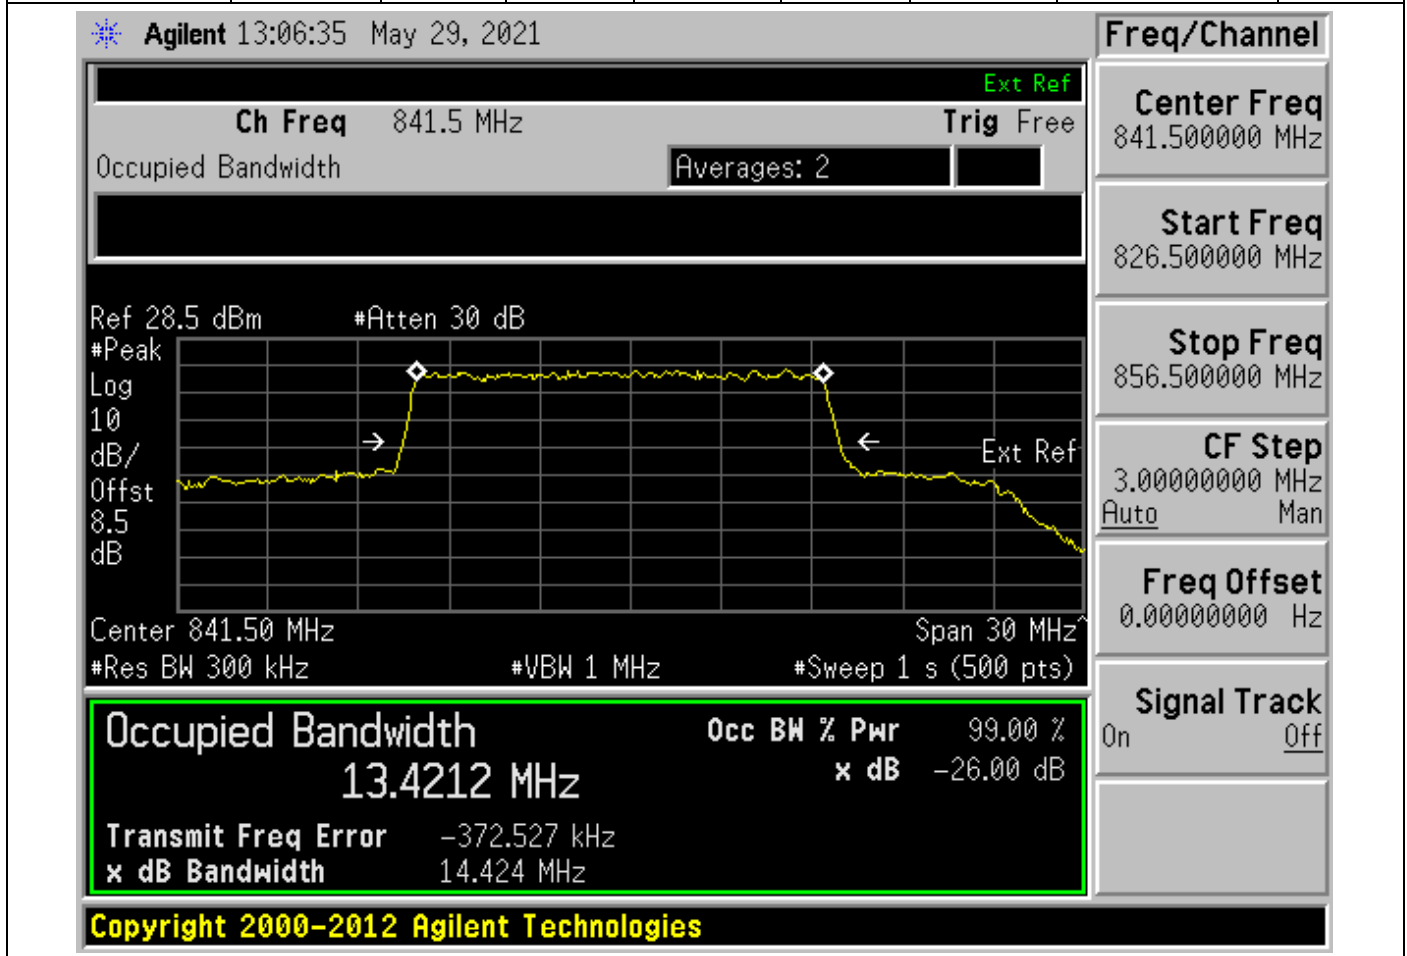 Agilent 13:06:35 May 29, 2021
Freq/Channel
Ext Ref
Ch Freq 841.5 MHz Trig Free
Occupied Bandwidth Averages: 2
Center Freq
841.500000 MHz
Start Freq
826.500000 MHz
Stop Freq
856.500000 MHz
CF Step
3.00000000 MHz
Auto Man
Freq Offset
0.00000000 Hz
Signal Track
On Off
Ref 28.5 dBm #Atten 30 dB
#Peak
Log
10
dB/
Offst
8.5
dB
Ext Ref
Center 841.50 MHz Span 30 MHz^
#Res BW 300 kHz #VBW 1 MHz #Sweep 1 s (500 pts)
Occupied Bandwidth Occ BW % Pwr 99.00 %
13.4212 MHz x dB -26.00 dB
Transmit Freq Error -372.527 kHz
x dB Bandwidth 14.424 MHz
Copyright 2000-2012 Agilent Technologies